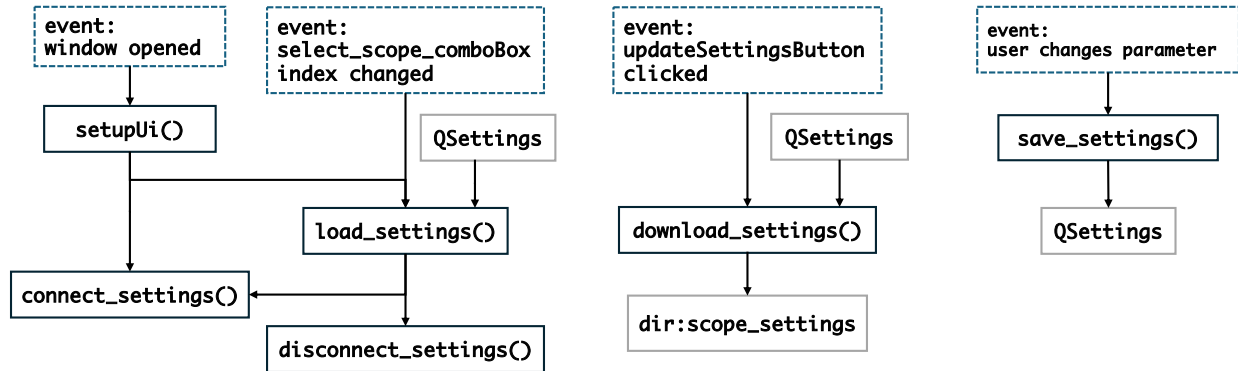 event:
window opened
event:
select_scope_comboBox
index changed
event:
updateSettingsButton
clicked
event:
user changes parameter
setupUi()
QSettings
QSettings
save_settings()
load_settings()
download_settings()
QSettings
connect_settings()
dir:scope_settings
disconnect_settings()